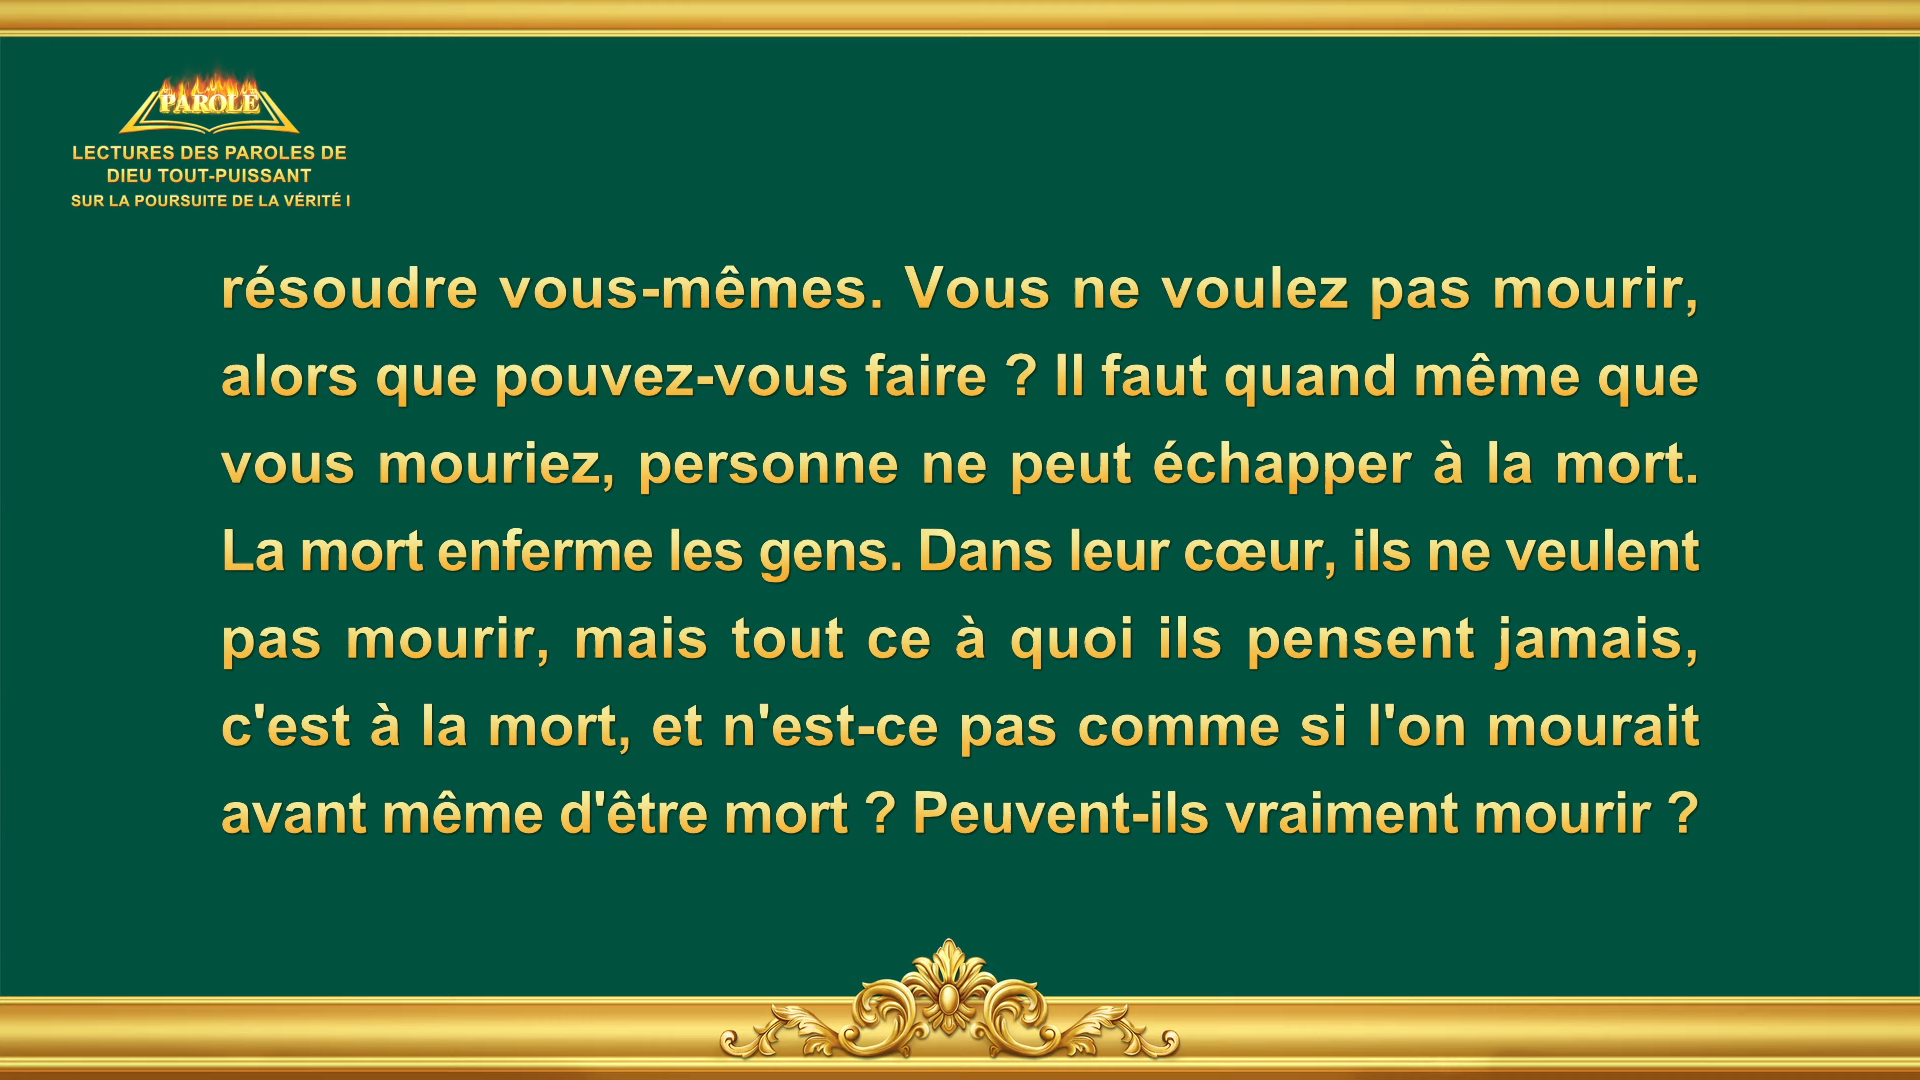 PAROLE
LECTURES DES PAROLES DE
DIEU TOUT-PUISSANT
SUR LA POURSUITE DE LA VÉRITÉ I
résoudre vous-mêmes. Vous ne voulez pas mourir,
alors que pouvez-vous faire ? Il faut quand même que
vous mouriez, personne ne peut échapper à la mort.
La mort enferme les gens. Dans leur cœur, ils ne veulent
pas mourir, mais tout ce à quoi ils pensent jamais,
c'est à la mort, et n'est-ce pas comme si l'on mourait
avant même d'être mort ? Peuvent-ils vraiment mourir ?